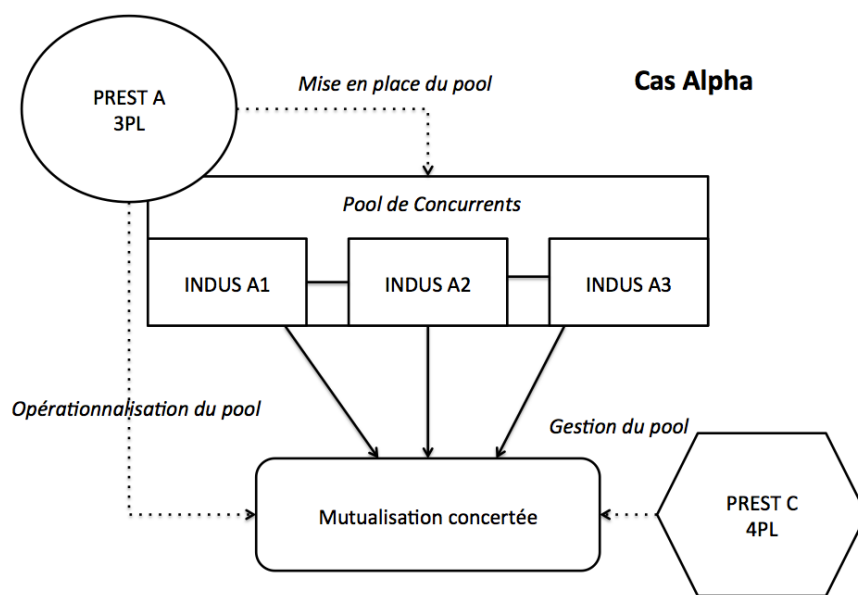 Cas Alpha
Mise en place du pool
PREST A
3PL
Pool de Concurrents
INDUS A1
INDUS A2
INDUS A3
Opérationnalisation du pool
Gestion du pool
Mutualisation concertée
PREST C
4PL